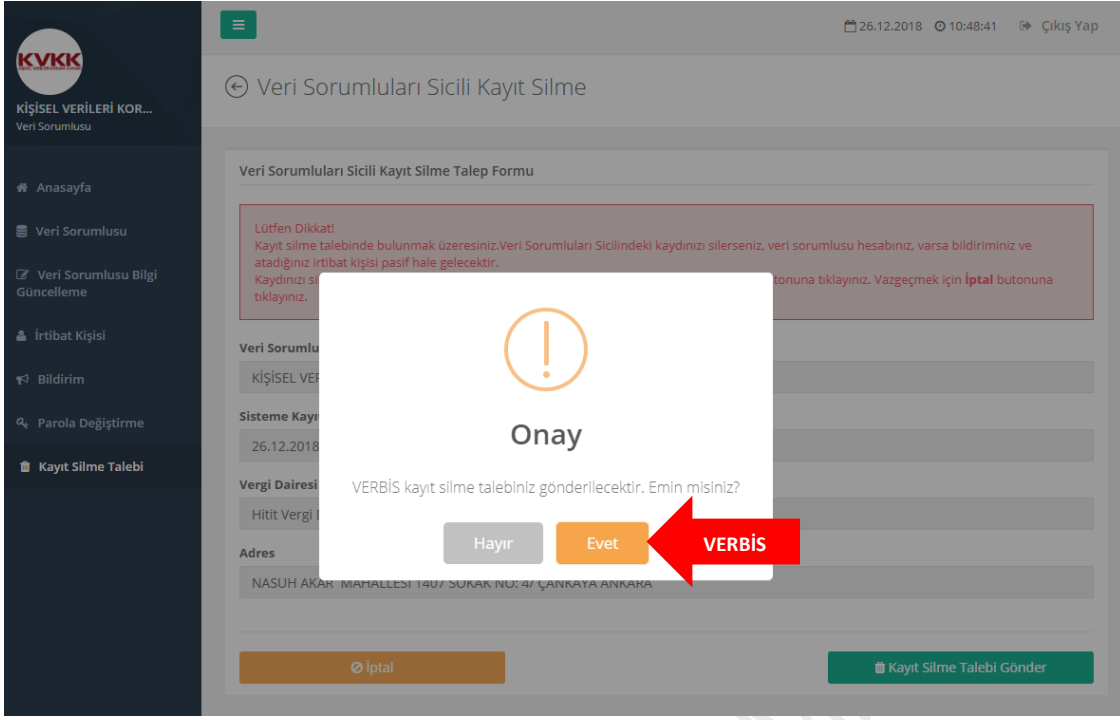 KVKK
KİŞİSEL VERİLERİ KOR...
Veri Sorumlusu
Anasayfa
Veri Sorumlusu
Veri Sorumlusu Bilgi
Güncelleme
İrtibat Kişisi
Bildirim
Parola Değiştirme
Kayıt Silme Talebi
26.12.2018 10:48:41 Çıkış Yap
Veri Sorumluları Sicili Kayıt Silme
Veri Sorumluları Sicili Kayıt Silme Talep Formu
Lütfen Dikkat!
Kayıt silme talebinde bulunmak üzeresiniz.Veri Sorumluları Sicilindeki kaydınızı silerseniz, veri sorumlusu hesabınız, varsa bildiriminiz ve
atadığınız irtibat kişisi pasif hale gelecektir.
Kaydınızı tıklayınız. Vazgeçmek için İptal butonuna
tıklayınız.
Veri
KİŞİSEL
Sisteme
26.12.2018
Vergi Dairesi
Hitit Vergi
Adres
NASUH AKAR MAHALLESİ 1407 SOKAK NO: 4/ ÇANKAYA ANKARA
Onay
VERBİS kayıt silme talebiniz gönderilecektir. Emin misiniz?
Hayır
Evet
VERBİS
İptal
Kayıt Silme Talebi Gönder